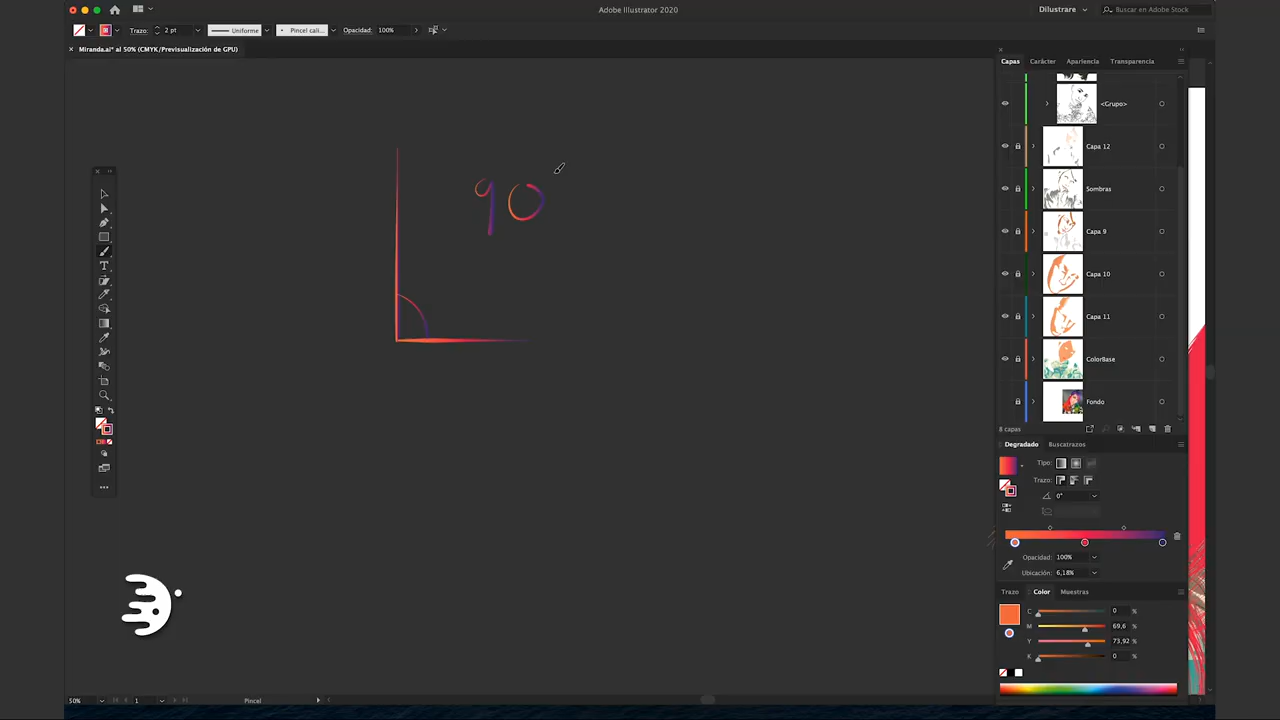 Adobe Illustrator 2020
Dilustrare
Buscar en Adobe Stock
Trazo: 2 pt Uniforme Pincel cali... Opacidad: 100%
Miranda.ai* al 50% (CMYK/Previsualización de GPU)
Capas Carácter Apariencia Transparencia
<Grupo>
Capa 12
Sombras
Capa 9
Capa 10
Capa 11
ColorBase
Fondo
8 capas
90
Degradado Buscatrazos
Tipo:
Trazo:
0°
Opacidad: 100%
Ubicación: 6,18%
Trazo Color Muestras
C 0 %
M 69,6 %
Y 73,92 %
K 0 %
50% 1 Pincel